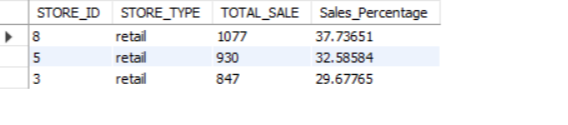 STORE_ID STORE_TYPE TOTAL_SALE Sales_Percentage
8 retail 1077 37.73651
5 retail 930 32.58584
3 retail 847 29.67765